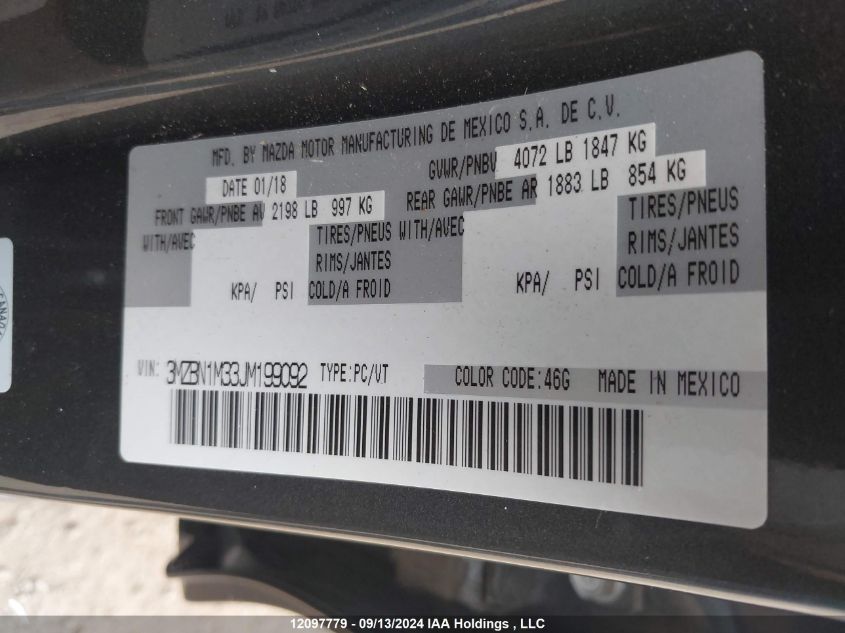 MFD. BY MAZDA MOTOR MANUFACTURING DE MEXICO S.A. DE C.V.
DATE 01/18 GVWR/PNBV 4072 LB 1847 KG
FRONT GAWR/PNBE AV 2198 LB 997 KG REAR GAWR/PNBE AR 1883 LB 854 KG
WITH/AVEC TIRES/PNEUS WITH/AVEC TIRES/PNEUS
RIMS/JANTES RIMS/JANTES
KPA/ PSI COLD/A FROID KPA/ PSI COLD/A FROID
VIN: 3MZBN1M33JM199092 TYPE:PC/VT COLOR CODE:46G MADE IN MEXICO
12097779 - 09/13/2024 IAA Holdings , LLC